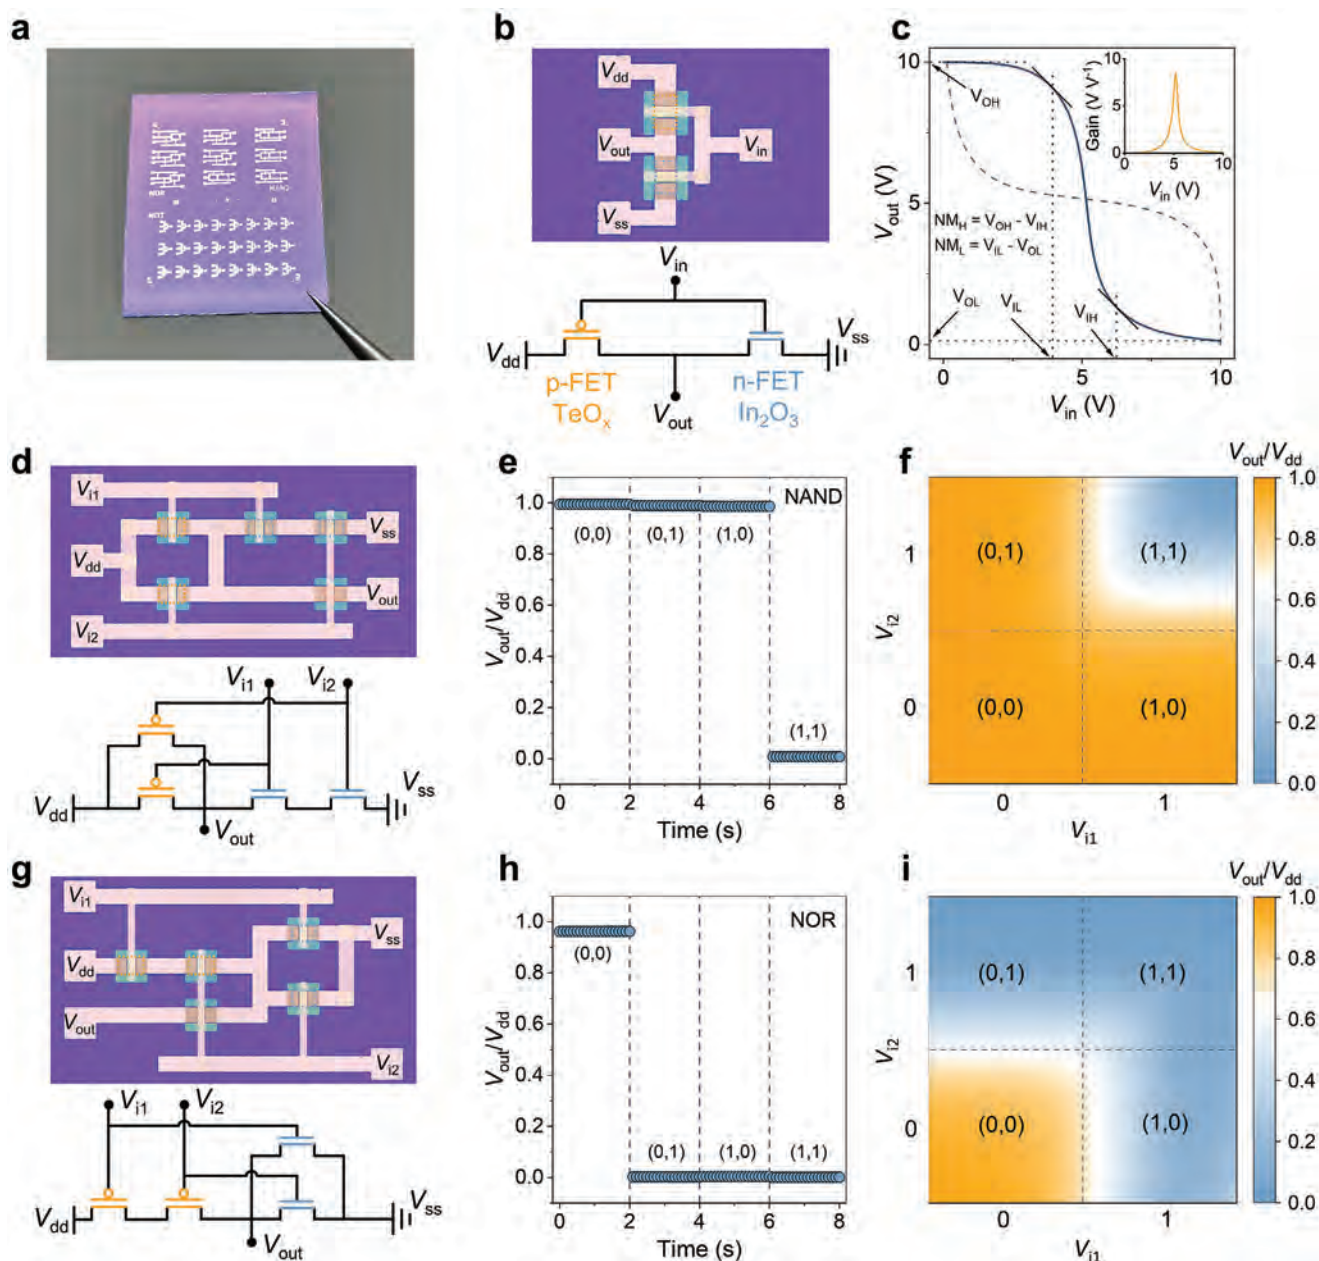 a
NOR
NAND
NOT
b
V_dd
V_out
V_in
V_ss
V_in
V_dd
V_ss
p-FET
TeO_x
n-FET
In_2O_3
V_out
c
V_out (V)
10
5
0
V_OH
NM_H = V_OH - V_IH
NM_L = V_IL - V_OL
V_OL
V_IL
V_IH
0
5
10
V_in (V)
Gain (V V^-1)
10
5
0
0
5
10
V_in (V)
d
V_i1
V_dd
V_ss
V_out
V_i2
V_i1
V_i2
V_dd
V_ss
V_out
e
V_out/V_dd
1.0
0.8
0.6
0.4
0.2
0.0
NAND
(0,0)
(0,1)
(1,0)
(1,1)
0
2
4
6
8
Time (s)
f
V_out/V_dd
1.0
0.8
0.6
0.4
0.2
0.0
V_i2
1
0
(0,1)
(1,1)
(0,0)
(1,0)
0
1
V_i1
g
V_i1
V_ss
V_dd
V_out
V_i2
V_i1
V_i2
V_dd
V_ss
V_out
h
V_out/V_dd
1.0
0.8
0.6
0.4
0.2
0.0
NOR
(0,0)
(0,1)
(1,0)
(1,1)
0
2
4
6
8
Time (s)
i
V_out/V_dd
1.0
0.8
0.6
0.4
0.2
0.0
V_i2
1
0
(0,1)
(1,1)
(0,0)
(1,0)
0
1
V_i1